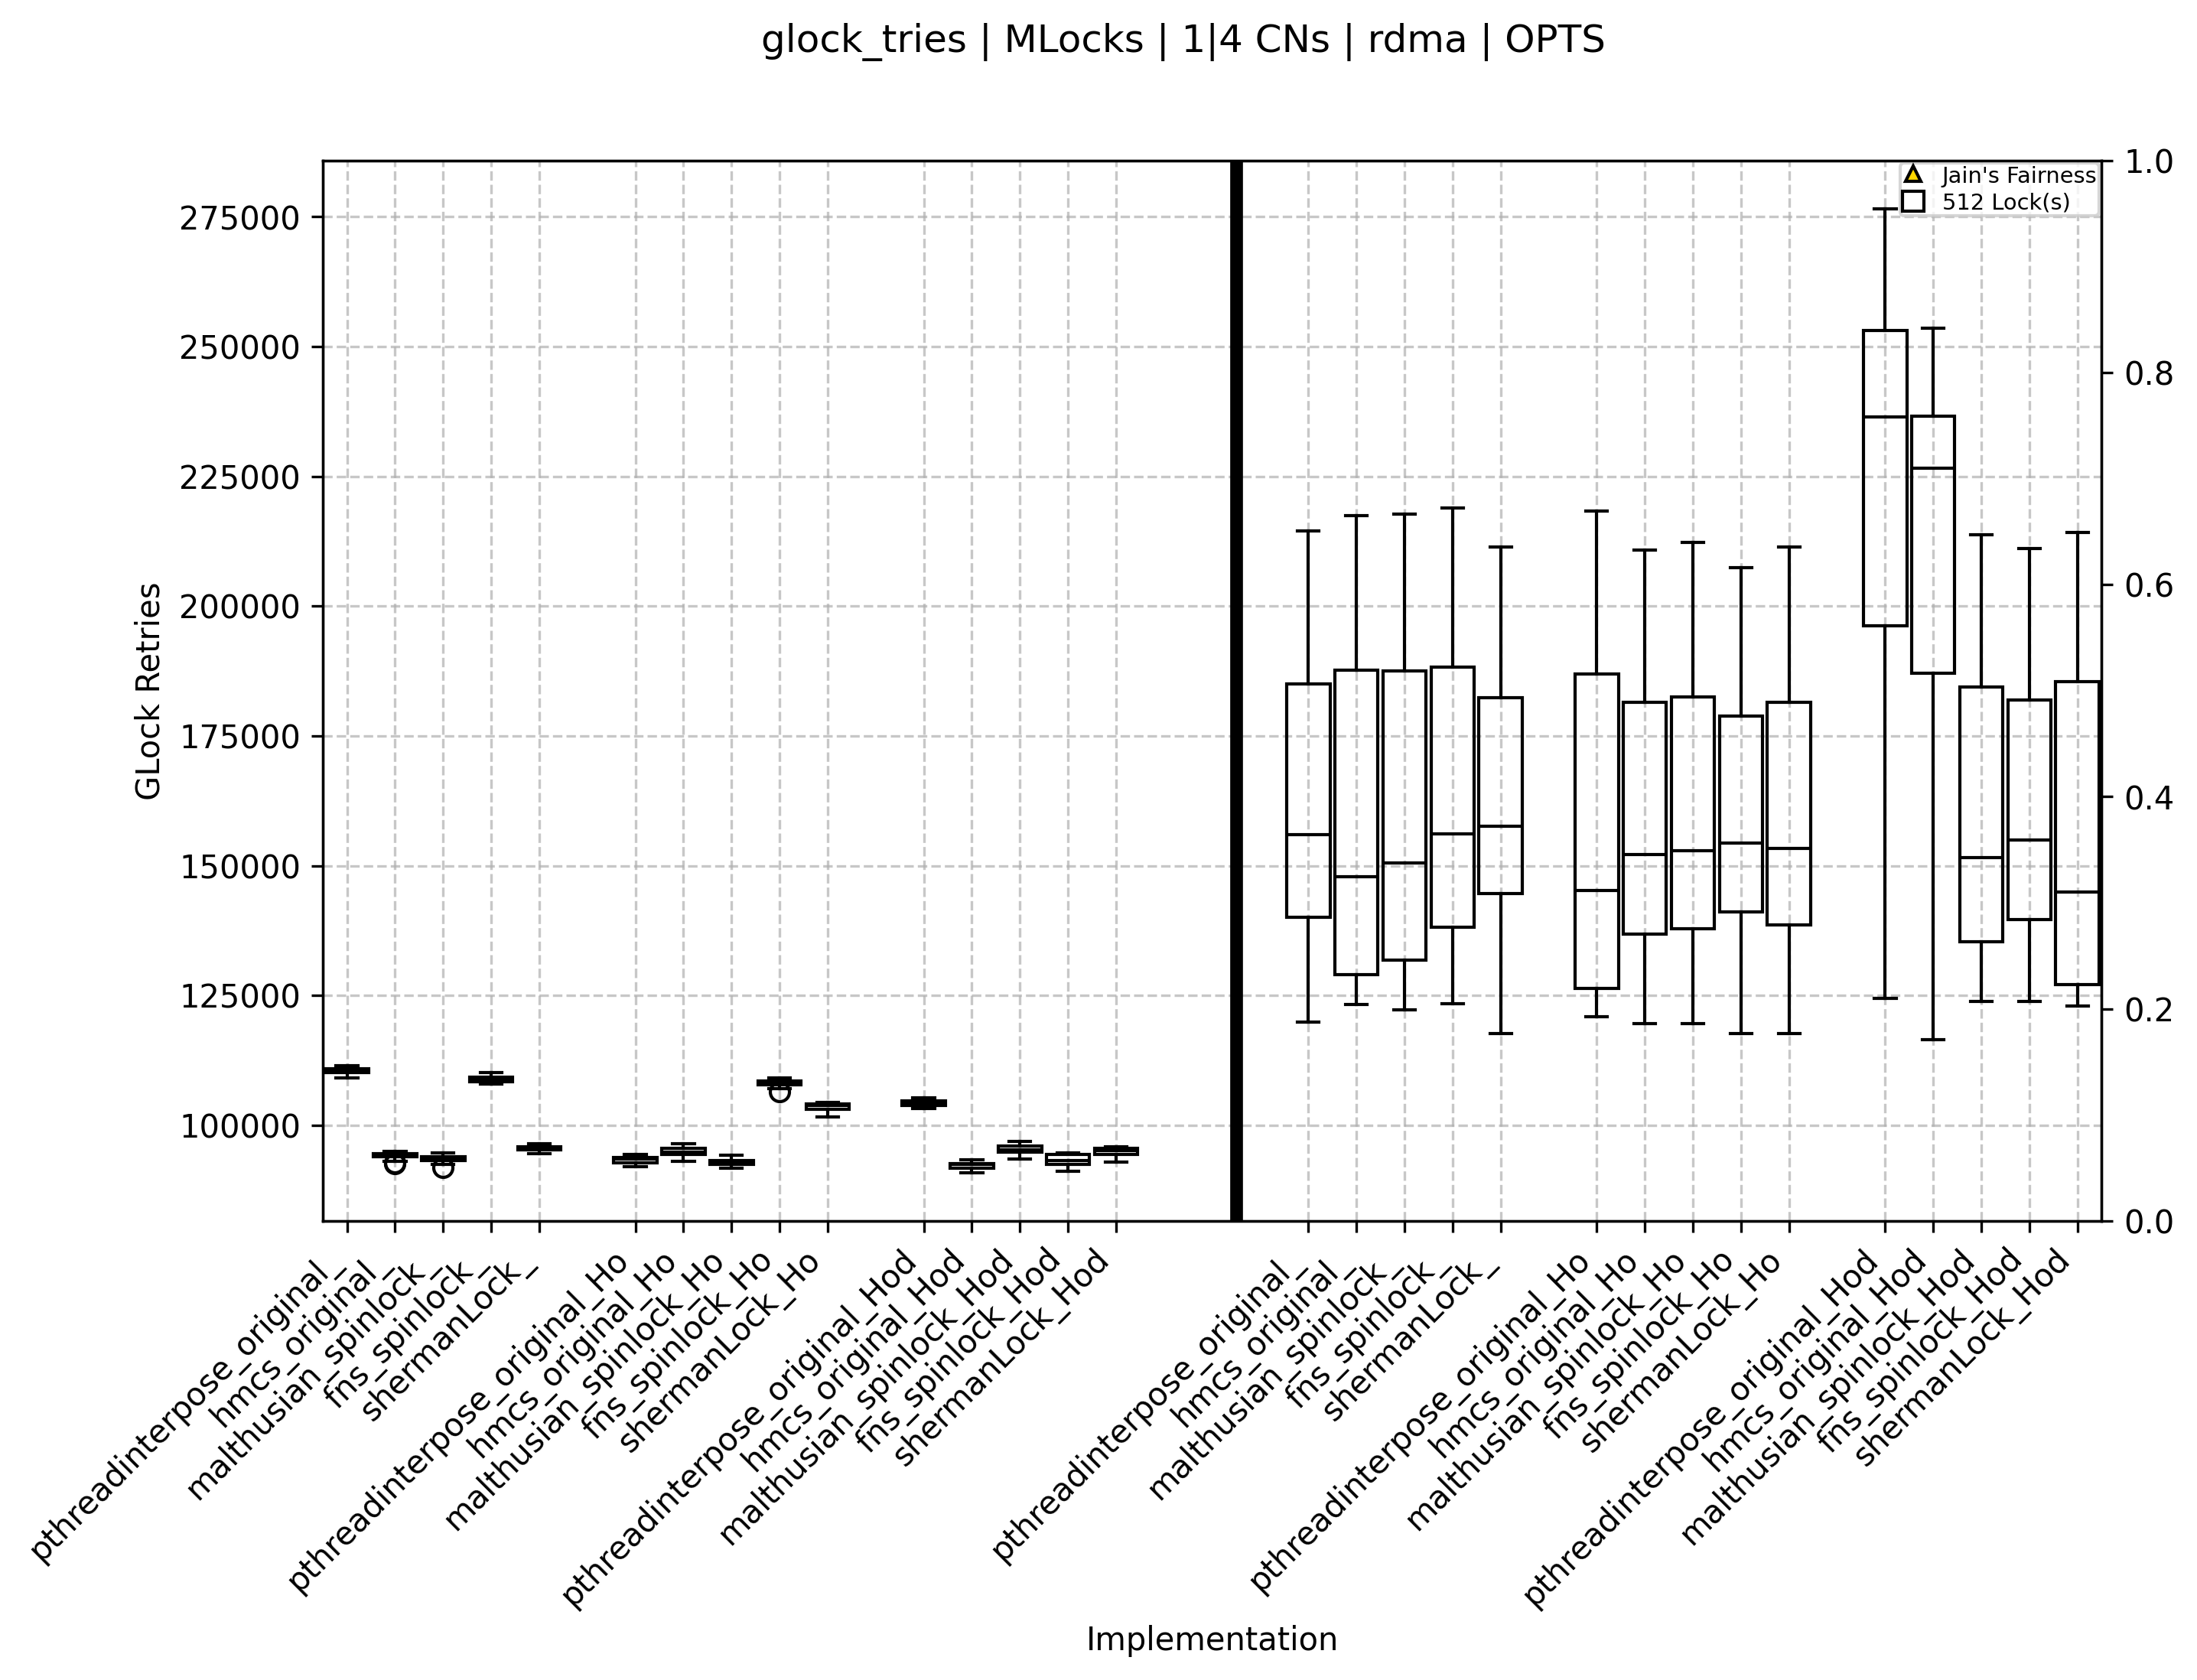 glock_tries | MLocks | 1|4 CNs | rdma | OPTS
Jain's Fairness
512 Lock(s)
GLock Retries
275000
250000
225000
200000
175000
150000
125000
100000
1.0
0.8
0.6
0.4
0.2
0.0
pthreadinterpose_original_
hmcs_original_
malthusian_spinlock_
fns_spinlock_
shermanLock_
pthreadinterpose_original_Ho
hmcs_original_Ho
malthusian_spinlock_Ho
fns_spinlock_Ho
shermanLock_Ho
pthreadinterpose_original_Hod
hmcs_original_Hod
malthusian_spinlock_Hod
fns_spinlock_Hod
shermanLock_Hod
pthreadinterpose_original_
hmcs_original_
malthusian_spinlock_
fns_spinlock_
shermanLock_
pthreadinterpose_original_Ho
hmcs_original_Ho
malthusian_spinlock_Ho
fns_spinlock_Ho
shermanLock_Ho
pthreadinterpose_original_Hod
hmcs_original_Hod
malthusian_spinlock_Hod
fns_spinlock_Hod
shermanLock_Hod
Implementation